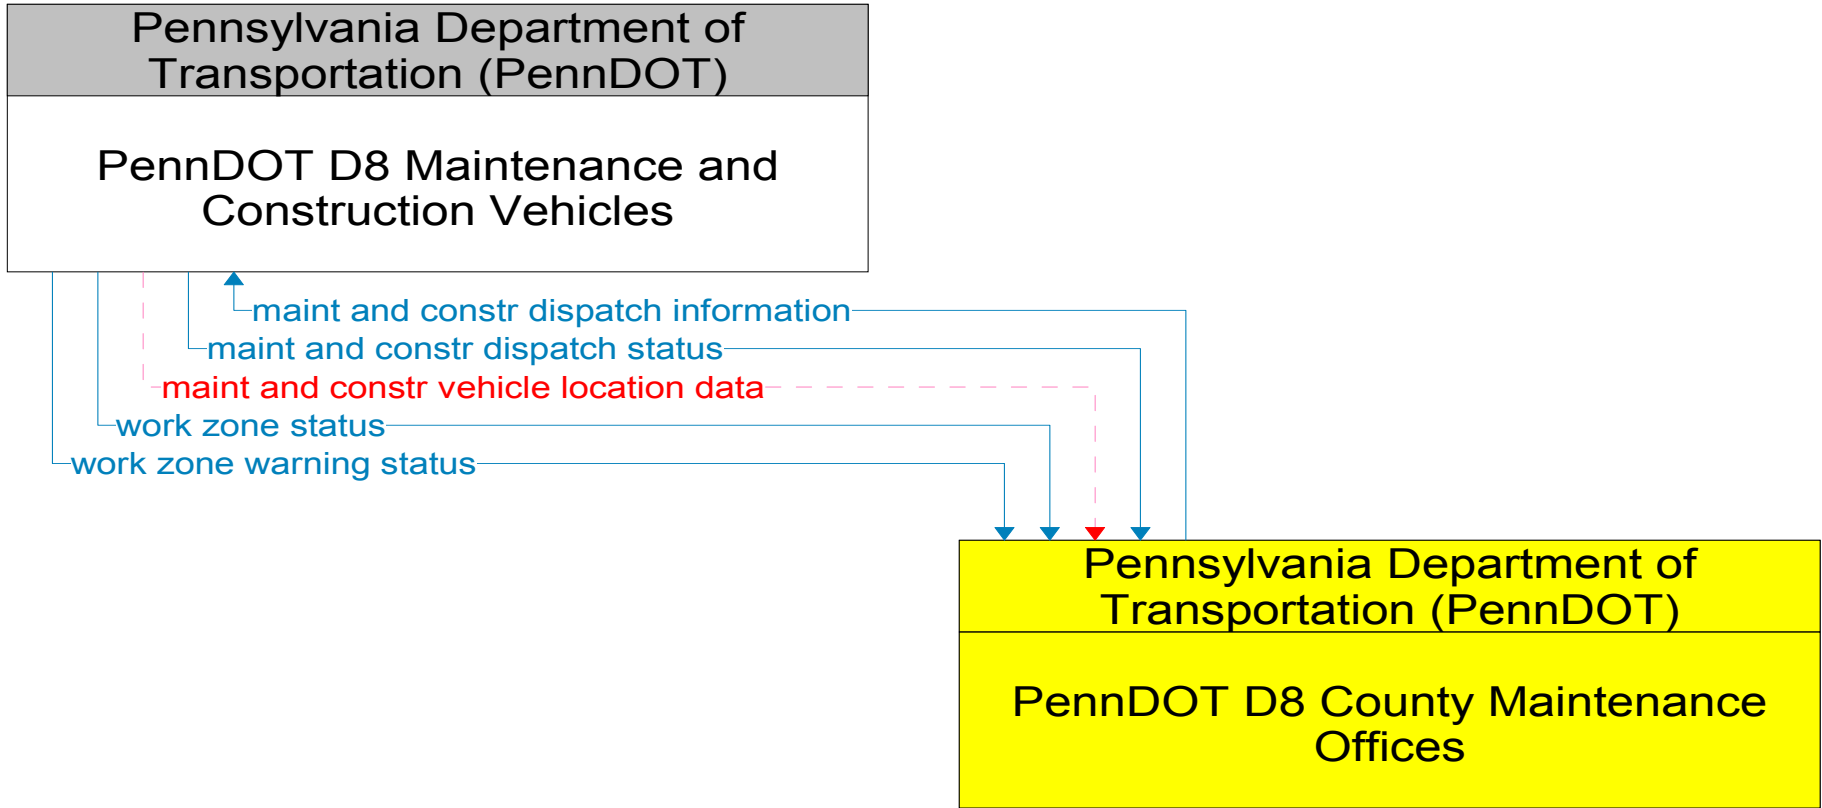 Pennsylvania Department of
Transportation (PennDOT)
PennDOT D8 Maintenance and
Construction Vehicles
maint and constr dispatch information
maint and constr dispatch status
maint and constr vehicle location data
work zone status
work zone warning status
Pennsylvania Department of
Transportation (PennDOT)
PennDOT D8 County Maintenance
Offices